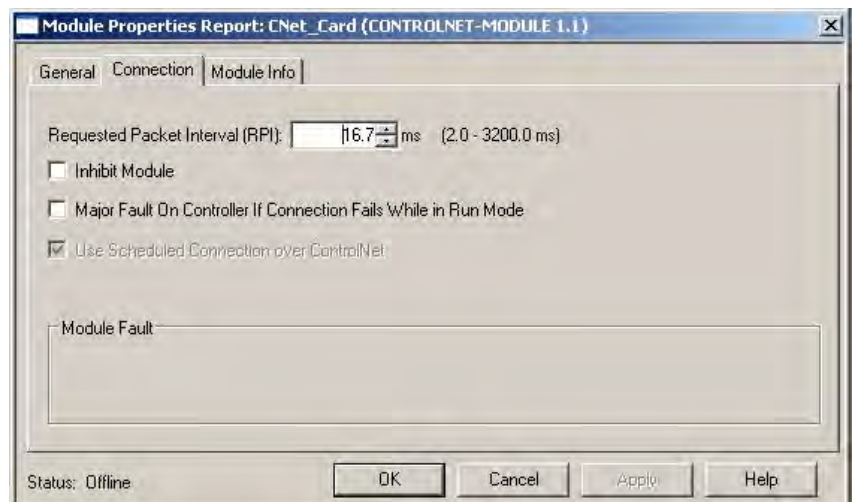 Module Properties Report: CNet_Card (CONTROLNET-MODULE 1.1)
General Connection Module Info
Requested Packet Interval (RPI): 16.7 ms (2.0 - 3200.0 ms)
Inhibit Module
Major Fault On Controller If Connection Fails While in Run Mode
Use Scheduled Connection over ControlNet
Module Fault
Status: Offline OK Cancel Apply Help